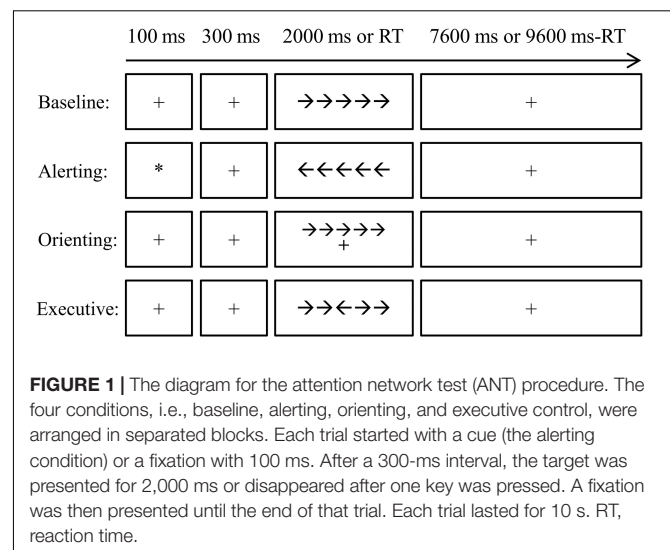 100 ms 300 ms 2000 ms or RT 7600 ms or 9600 ms-RT
Baseline: + + →→→→→ +
Alerting: * + ←←←←← +
Orienting: + + →→→→→ +
+
Executive: + + →→←→→ +
FIGURE 1 | The diagram for the attention network test (ANT) procedure. The
four conditions, i.e., baseline, alerting, orienting, and executive control, were
arranged in separated blocks. Each trial started with a cue (the alerting
condition) or a fixation with 100 ms. After a 300-ms interval, the target was
presented for 2,000 ms or disappeared after one key was pressed. A fixation
was then presented until the end of that trial. Each trial lasted for 10 s. RT,
reaction time.